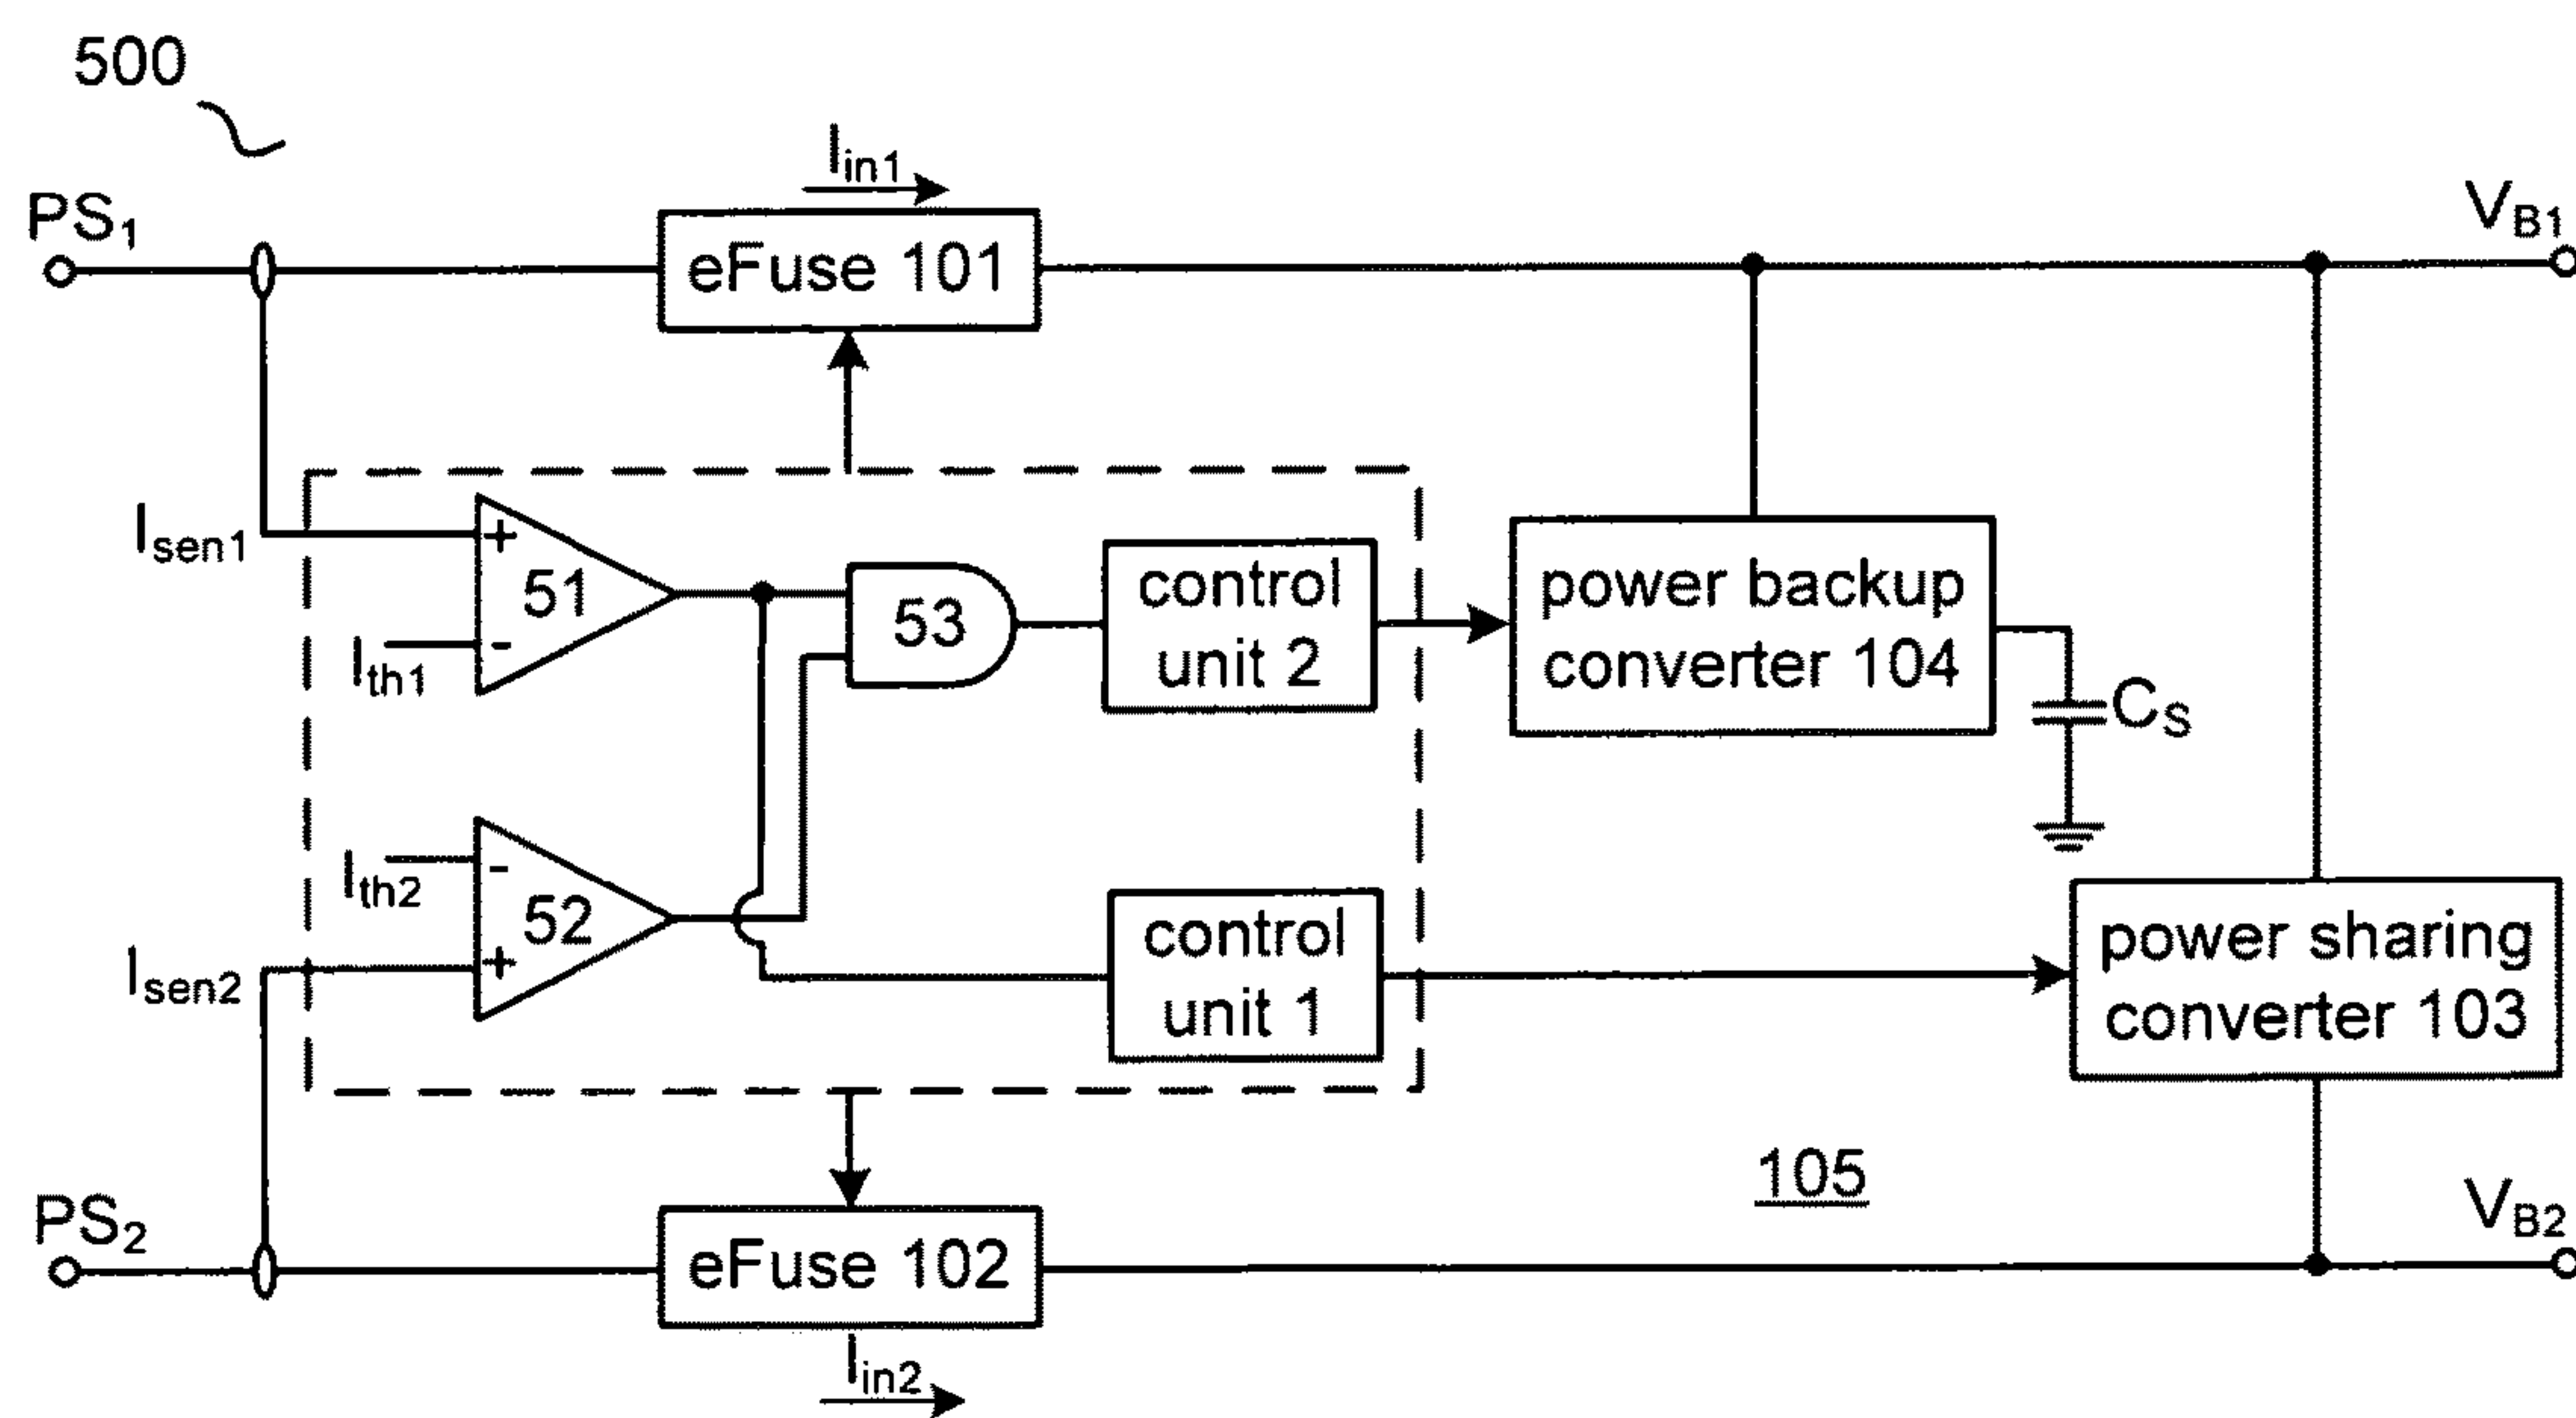 500
PS1
Iin1
eFuse 101
VB1
Isen1
+
51
-
Ith1
53
control
unit 2
power backup
converter 104
CS
Ith2
-
52
+
Isen2
control
unit 1
power sharing
converter 103
105
PS2
eFuse 102
VB2
Iin2